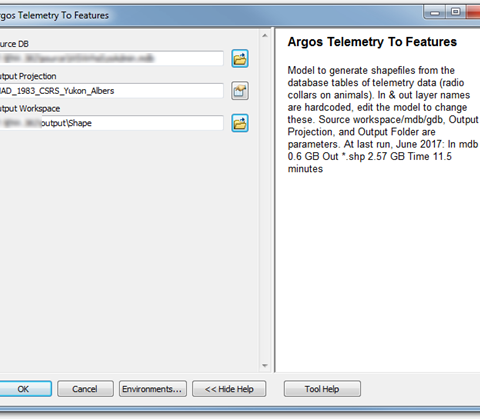 rgos Telemetry To Features
ource DB
utput Projection
AD_1983_CSRS_Yukon_Albers
utput Workspace
output\Shape
OK
Cancel
Environments...
<< Hide Help
Argos Telemetry To Features
Model to generate shapefiles from the
database tables of telemetry data (radio
collars on animals). In & out layer names
are hardcoded, edit the model to change
these. Source workspace/mdb/gdb, Output
Projection, and Output Folder are
parameters. At last run, June 2017: In mdb
0.6 GB Out *.shp 2.57 GB Time 11.5
minutes
Tool Help